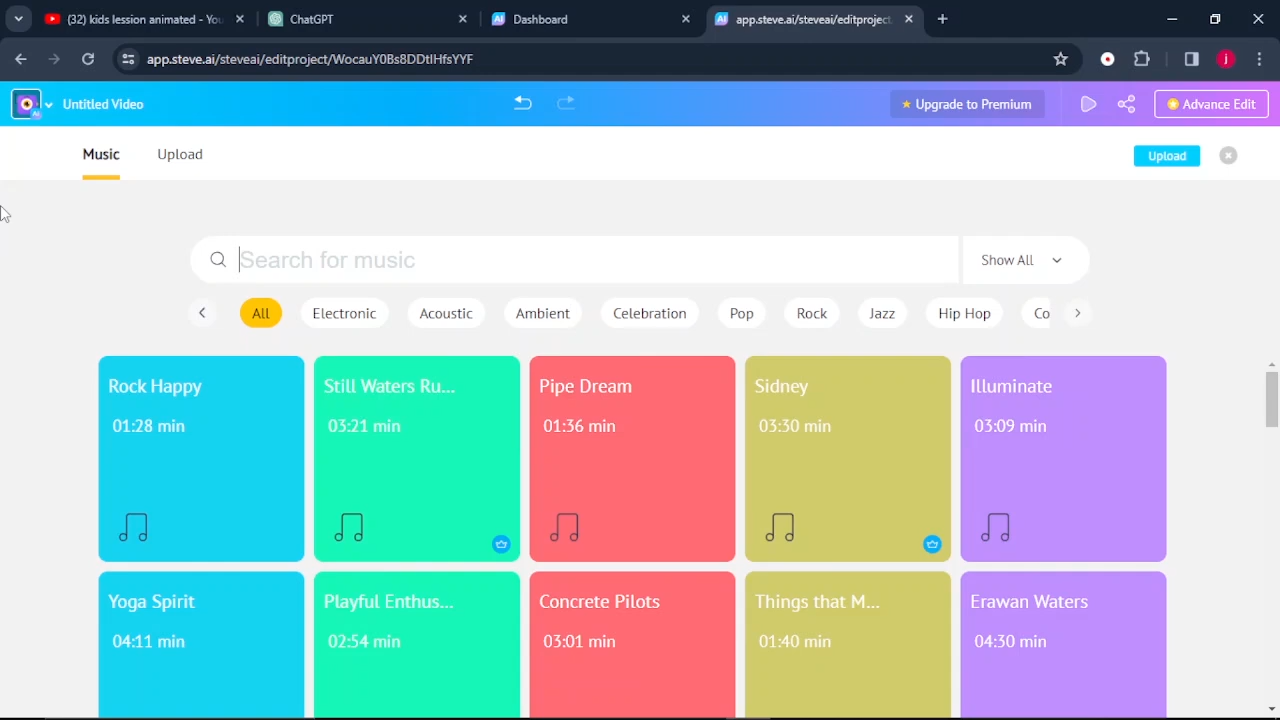 (32) kids lession animated - You
ChatGPT
Dashboard
app.steve.ai/steveai/editproject
app.steve.ai/steveai/editproject/WocauY0Bs8DDtlHfsYYF
j
AI
Untitled Video
Upgrade to Premium
Advance Edit
Music
Upload
Upload
Search for music
Show All
All
Electronic
Acoustic
Ambient
Celebration
Pop
Rock
Jazz
Hip Hop
Co
Rock Happy
01:28 min
Still Waters Ru...
03:21 min
Pipe Dream
01:36 min
Sidney
03:30 min
Illuminate
03:09 min
Yoga Spirit
04:11 min
Playful Enthus...
02:54 min
Concrete Pilots
03:01 min
Things that M...
01:40 min
Erawan Waters
04:30 min